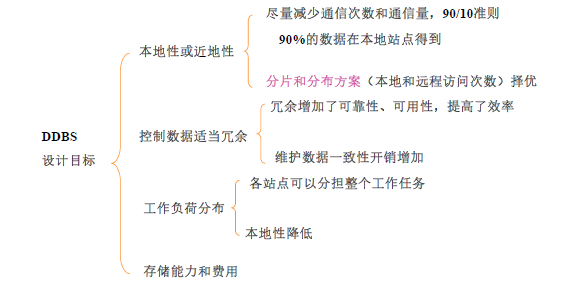 尽量减少通信次数和通信量，90/10准则
90%的数据在本地站点得到
本地性或近地性
分片和分布方案（本地和远程访问次数）择优
冗余增加了可靠性、可用性，提高了效率
控制数据适当冗余
维护数据一致性开销增加
DDBS
设计目标
各站点可以分担整个工作任务
工作负荷分布
本地性降低
存储能力和费用